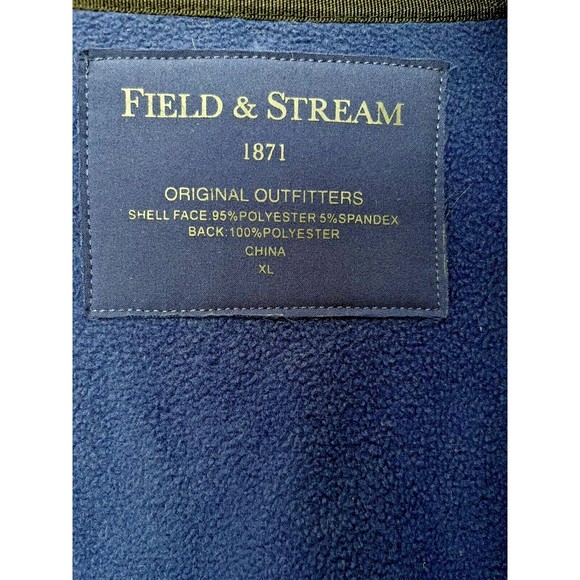 FIELD & STREAM
1871
ORIGINAL OUTFITTERS
SHELL FACE:95%POLYESTER 5%SPANDEX
BACK:100%POLYESTER
CHINA
XL